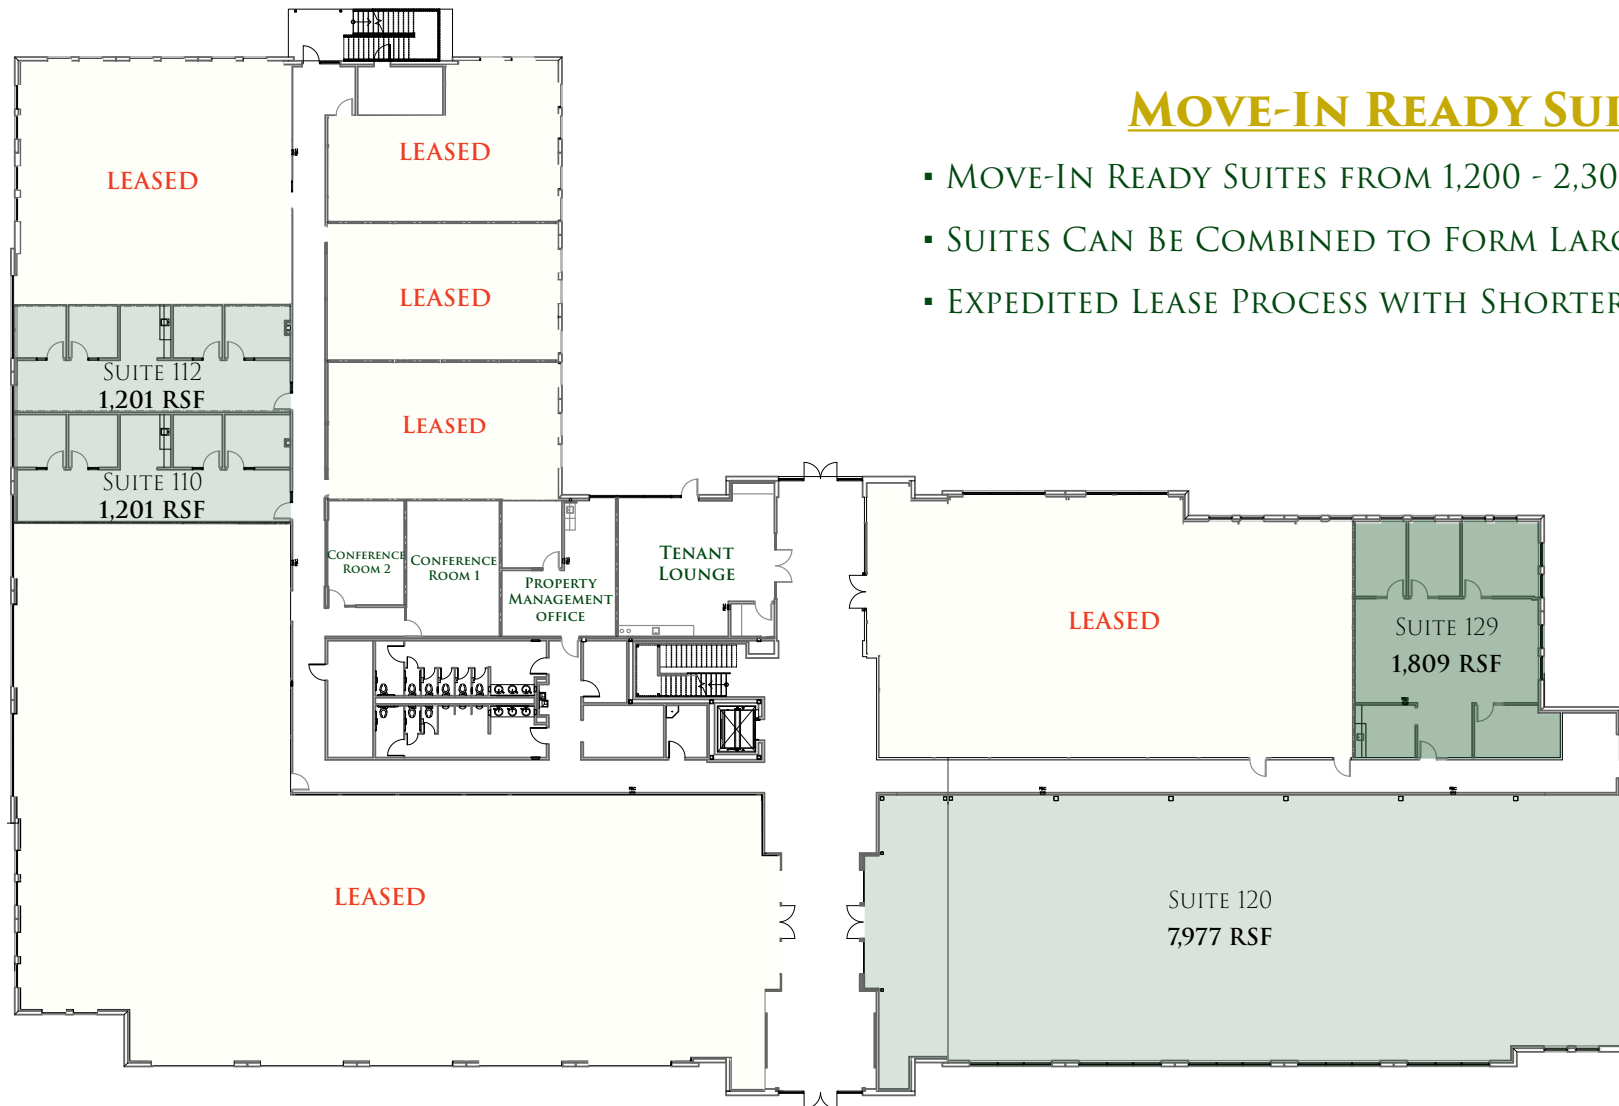 Move-In Ready Sui
▪ Move-In Ready Suites from 1,200 - 2,30
▪ Suites Can Be Combined to Form Larg
▪ Expedited Lease Process with Shorter
LEASED
LEASED
LEASED
Leased
Suite 112
1,201 RSF
Suite 110
1,201 RSF
Conference
Room 2
Conference
Room 1
Property
Management
office
Tenant
Lounge
LEASED
Suite 129
1,809 RSF
LEASED
Suite 120
7,977 RSF